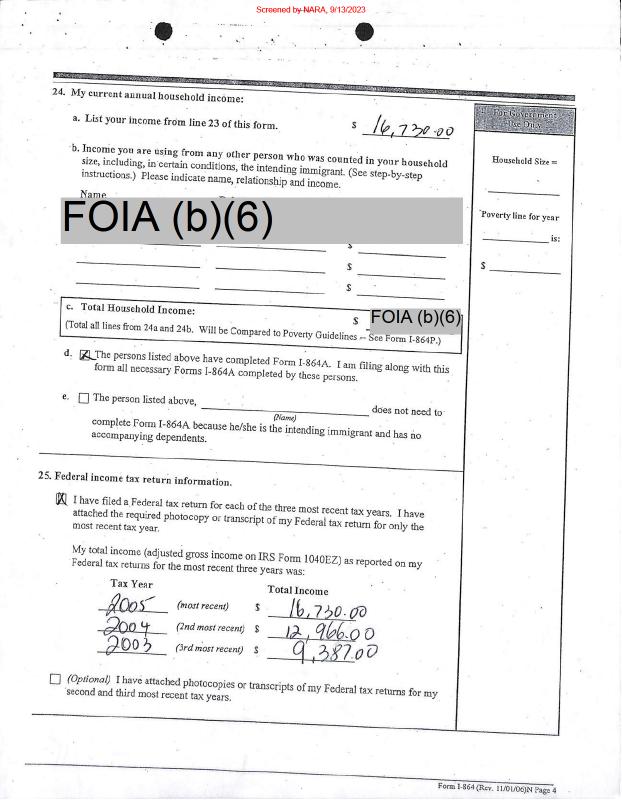 Screened by NARA, 9/13/2023
24. My current annual household income:
a. List your income from line 23 of this form. $ 16,730.00
b. Income you are using from any other person who was counted in your household
size, including, in certain conditions, the intending immigrant. (See step-by-step
instructions.) Please indicate name, relationship and income.
Name
FOIA (b)(6)
$
$
$
c. Total Household Income: $ FOIA (b)(6)
(Total all lines from 24a and 24b. Will be Compared to Poverty Guidelines -- See Form I-864P.)
d. [X] The persons listed above have completed Form I-864A. I am filing along with this
form all necessary Forms I-864A completed by these persons.
e. The person listed above, does not need to
(Name)
complete Form I-864A because he/she is the intending immigrant and has no
accompanying dependents.
25. Federal income tax return information.
[X] I have filed a Federal tax return for each of the three most recent tax years. I have
attached the required photocopy or transcript of my Federal tax return for only the
most recent tax year.
My total income (adjusted gross income on IRS Form 1040EZ) as reported on my
Federal tax returns for the most recent three years was:
Tax Year Total Income
2005 (most recent) $ 16,730.00
2004 (2nd most recent) $ 12,966.00
2003 (3rd most recent) $ 9,387.00
(Optional) I have attached photocopies or transcripts of my Federal tax returns for my
second and third most recent tax years.
For Government
Use Only
Household Size =
Poverty line for year
is:
$
Form I-864 (Rev. 11/01/06)N Page 4